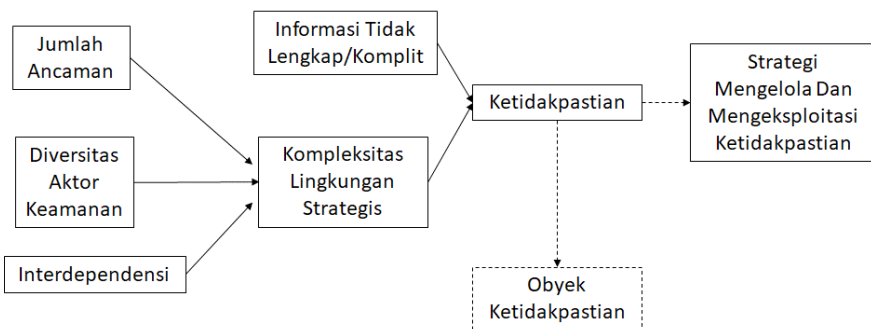 Jumlah
Ancaman
Diversitas
Aktor
Keamanan
Interdependensi
Informasi Tidak
Lengkap/Komplit
Kompleksitas
Lingkungan
Strategis
Ketidakpastian
Obyek
Ketidakpastian
Strategi
Mengelola Dan
Mengeksploitasi
Ketidakpastian